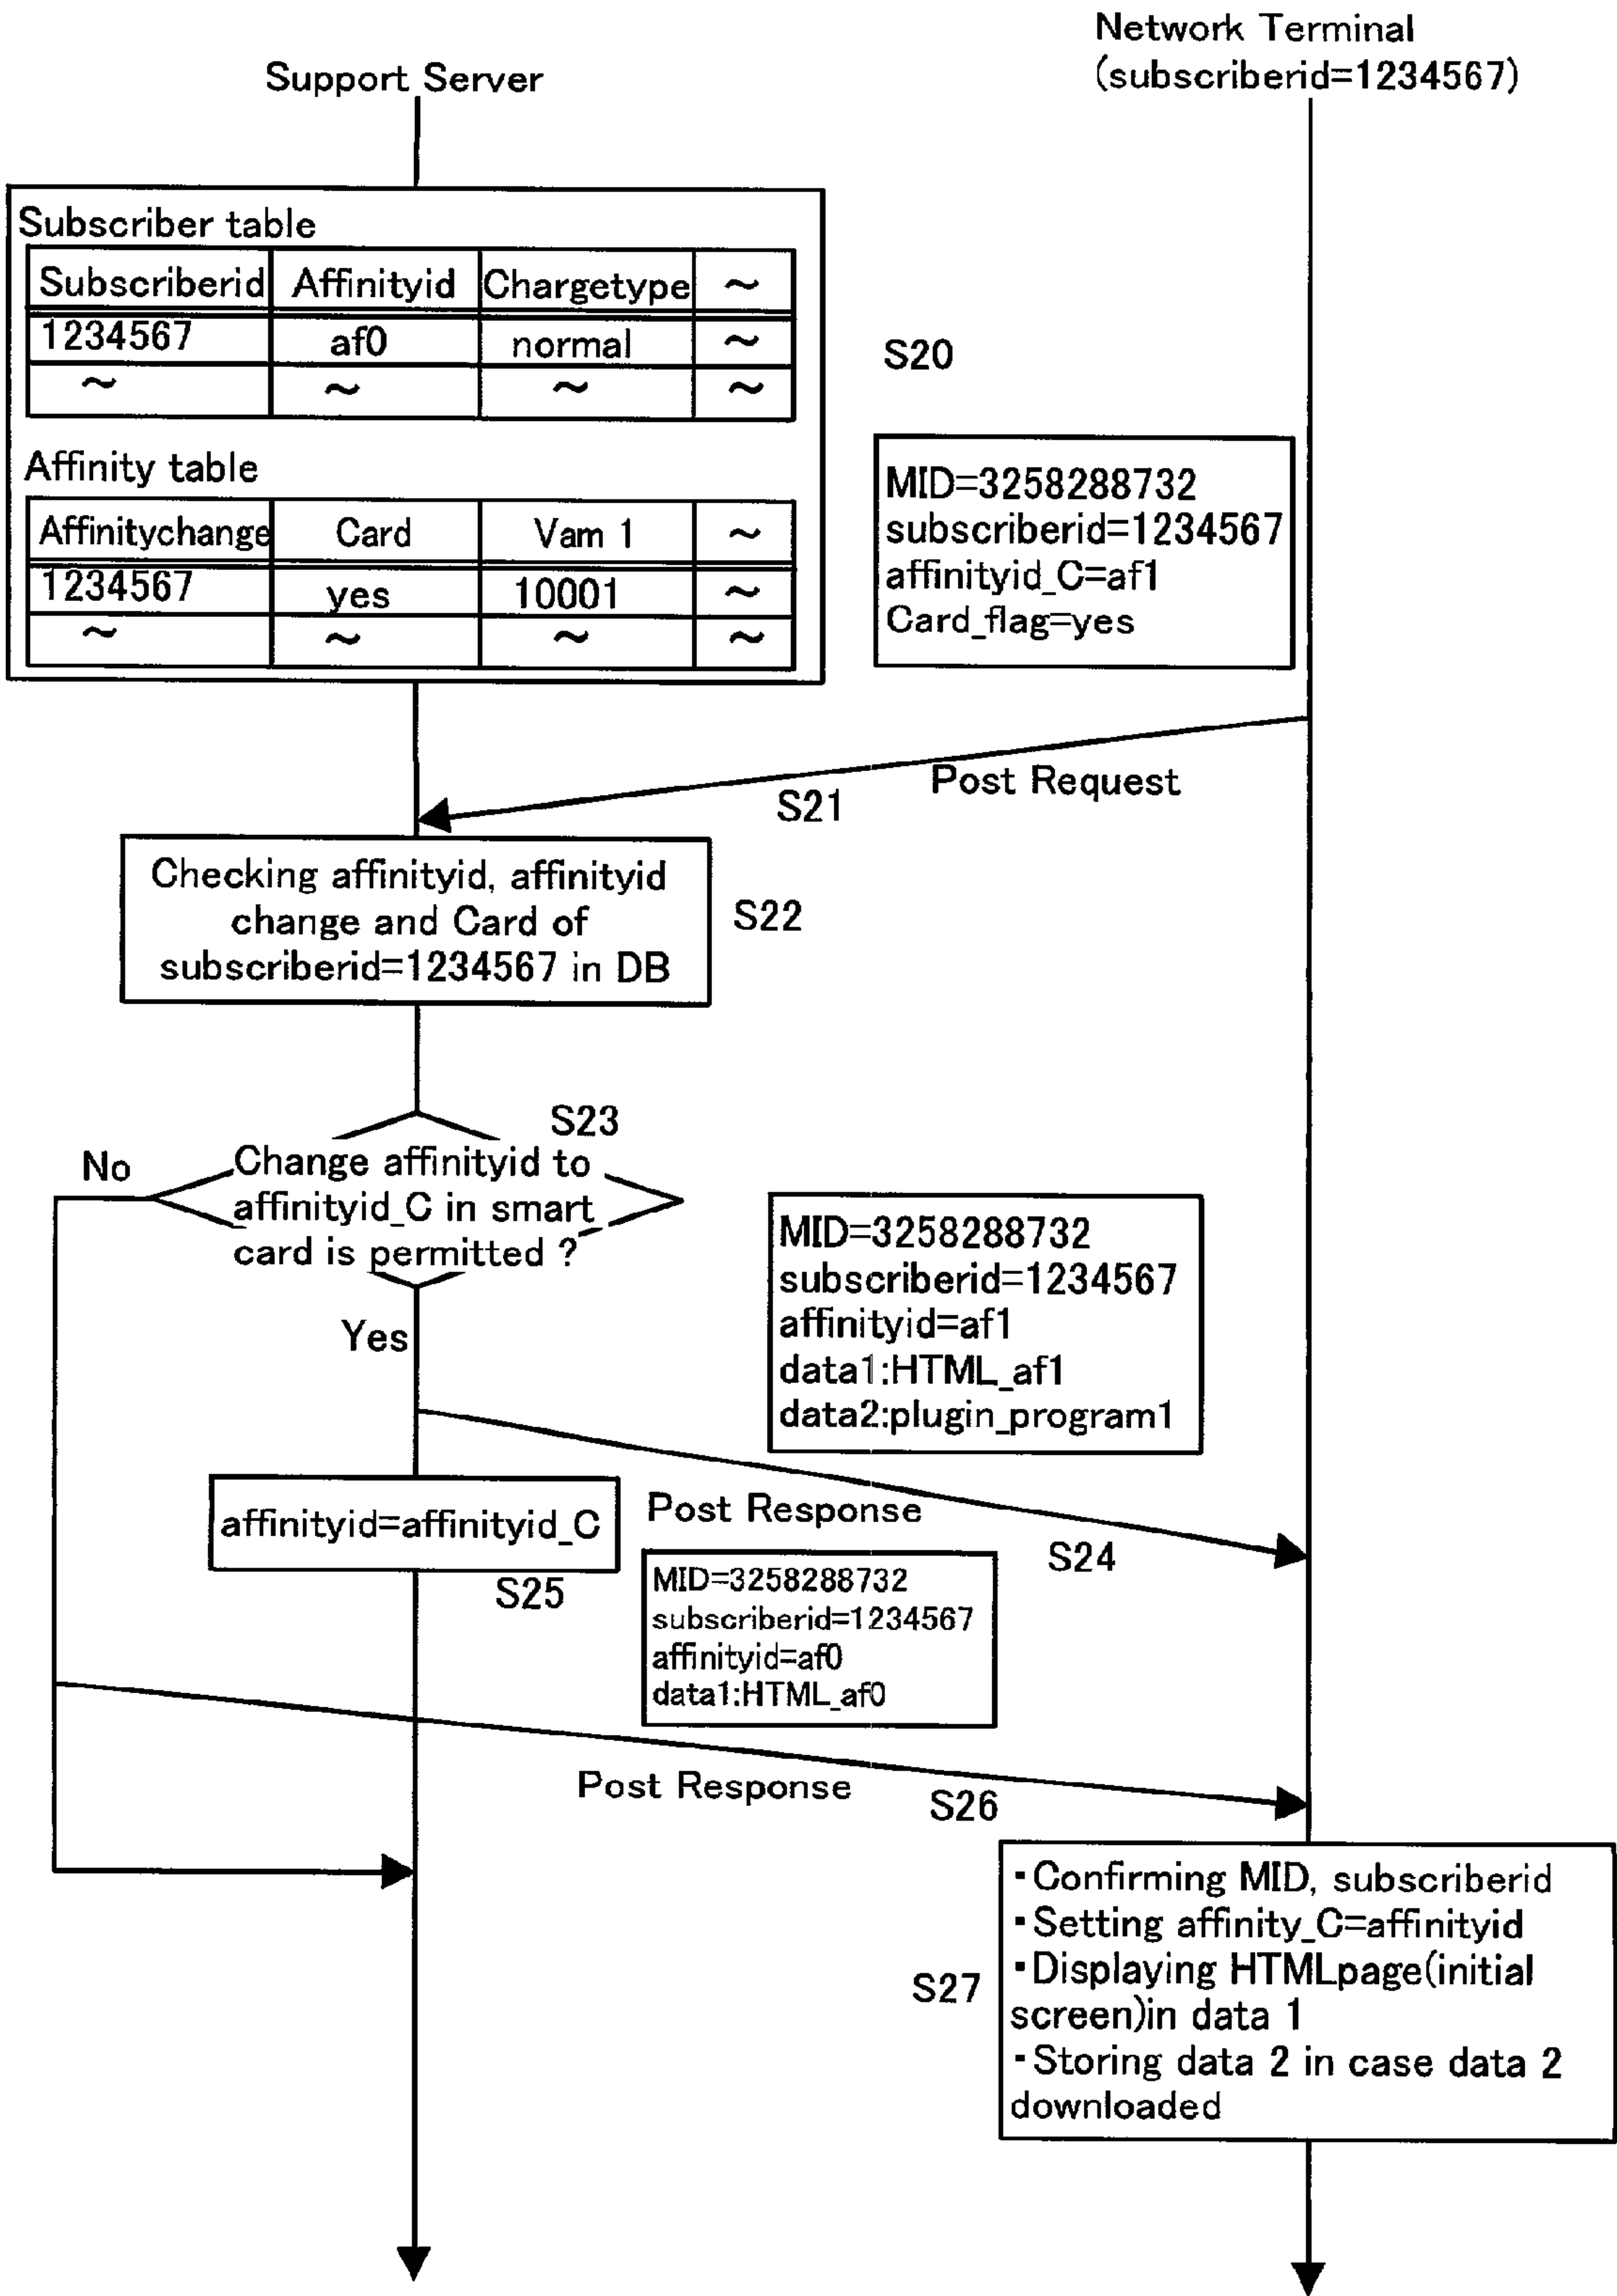 Network Terminal
(subscriberid=1234567)
Support Server
Subscriber table
Subscriberid Affinityid Chargetype ~
1234567 af0 normal ~
~ ~ ~ ~
S20
Affinity table
Affinitychange Card Vam 1 ~
1234567 yes 10001 ~
~ ~ ~ ~
MID=3258288732
subscriberid=1234567
affinityid_C=af1
Card_flag=yes
Post Request
S21
Checking affinityid, affinityid
change and Card of
subscriberid=1234567 in DB
S22
S23
No
Change affinityid to
affinityid_C in smart
card is permitted ?
Yes
MID=3258288732
subscriberid=1234567
affinityid=af1
data1:HTML_af1
data2:plugin_program1
Post Response
S24
affinityid=affinityid_C
S25
MID=3258288732
subscriberid=1234567
affinityid=af0
data1:HTML_af0
Post Response
S26
S27
・Confirming MID, subscriberid
・Setting affinity_C=affinityid
・Displaying HTMLpage(initial
screen)in data 1
・Storing data 2 in case data 2
downloaded